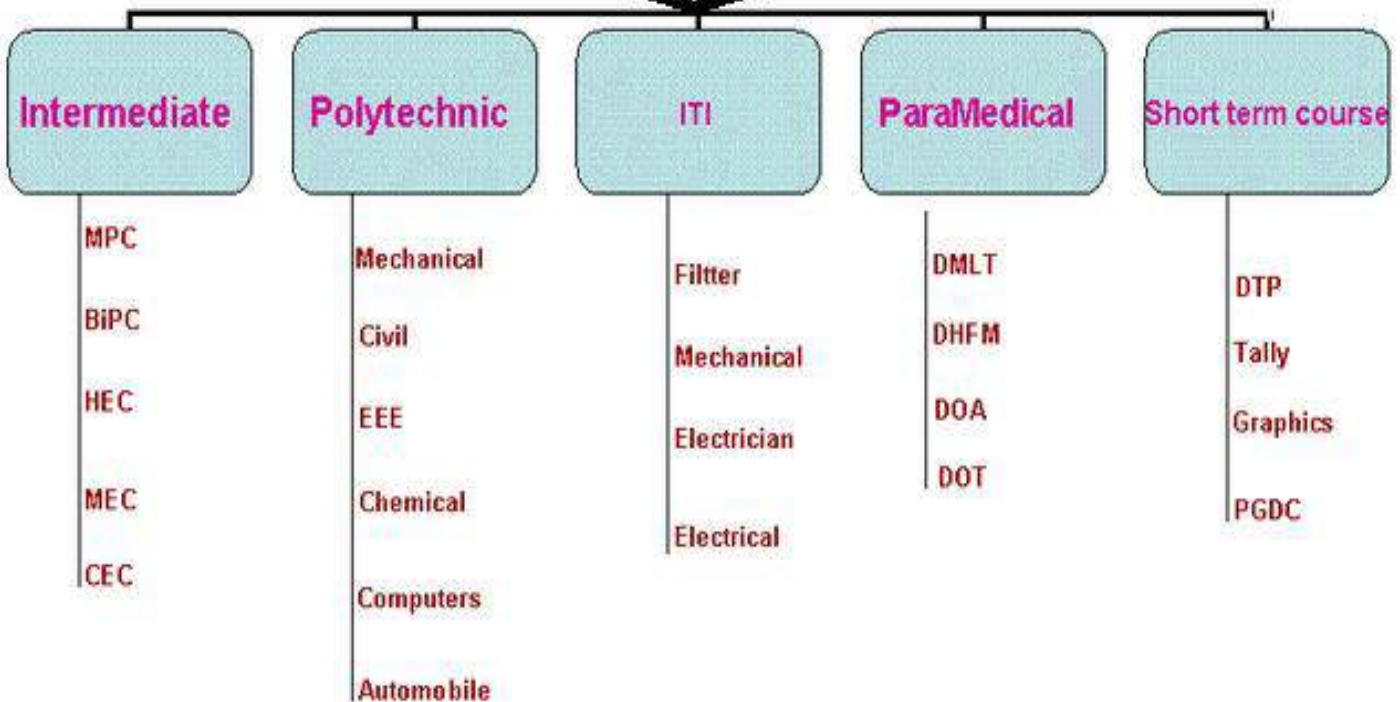 Intermediate
MPC
BiPC
HEC
MEC
CEC
Polytechnic
Mechanical
Civil
EEE
Chemical
Computers
Automobile
ITI
Filtter
Mechanical
Electrician
Electrical
ParaMedical
DMLT
DHFM
DOA
DOT
Short term course
DTP
Tally
Graphics
PGDC